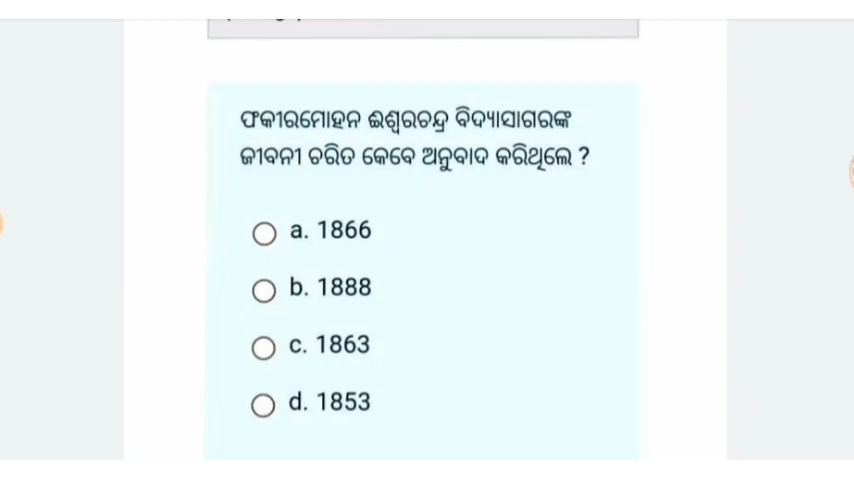 ଫକୀରମୋହନ ଈଶ୍ୱରଚନ୍ଦ୍ର ବିଦ୍ୟାସାଗରଙ୍କ
ଜୀବନୀ ଚରିତ କେବେ ଅନୁବାଦ କରିଥିଲେ ?
a. 1866
b. 1888
c. 1863
d. 1853